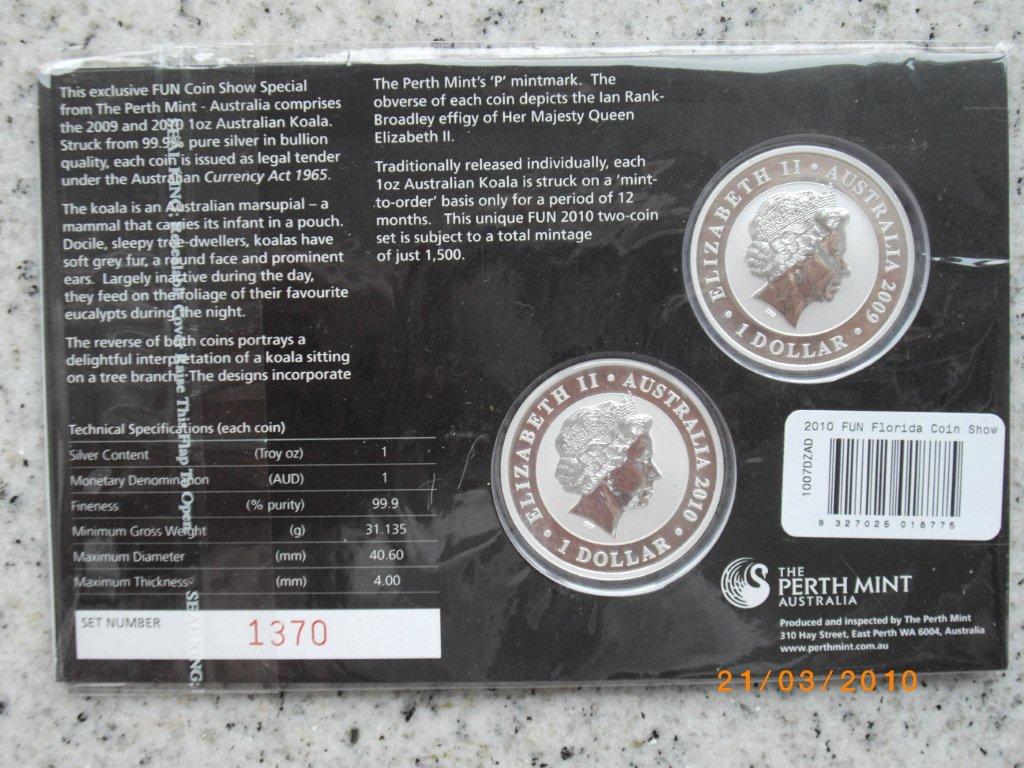 This exclusive FUN Coin Show Special
from The Perth Mint - Australia comprises
the 2009 and 2010 1oz Australian Koala.
Struck from 99.9% pure silver in bullion
quality, each coin is issued as legal tender
under the Australian Currency Act 1965.
The koala is an Australian marsupial – a
mammal that carries its infant in a pouch.
Docile, sleepy tree-dwellers, koalas have
soft grey fur, a round face and prominent
ears. Largely inactive during the day,
they feed on the foliage of their favourite
eucalypts during the night.
The reverse of both coins portrays a
delightful interpretation of a koala sitting
on a tree branch. The designs incorporate
The Perth Mint's 'P' mintmark. The
obverse of each coin depicts the Ian Rank-
Broadley effigy of Her Majesty Queen
Elizabeth II.
Traditionally released individually, each
1oz Australian Koala is struck on a 'mint-
to-order' basis only for a period of 12
months. This unique FUN 2010 two-coin
set is subject to a total mintage
of just 1,500.
Technical Specifications (each coin)
Silver Content (Troy oz) 1
Monetary Denomination (AUD) 1
Fineness (% purity) 99.9
Minimum Gross Weight (g) 31.135
Maximum Diameter (mm) 40.60
Maximum Thickness (mm) 4.00
SET NUMBER 1370
ELIZABETH II • AUSTRALIA 2009 • 1 DOLLAR •
ELIZABETH II • AUSTRALIA 2010 • 1 DOLLAR •
2010 FUN Florida Coin Show
1007DZAD
9 327025 018775
THE
PERTH MINT
AUSTRALIA
Produced and inspected by The Perth Mint
310 Hay Street, East Perth WA 6004, Australia
www.perthmint.com.au
Cover Tape This Flap To Open
21/03/2010